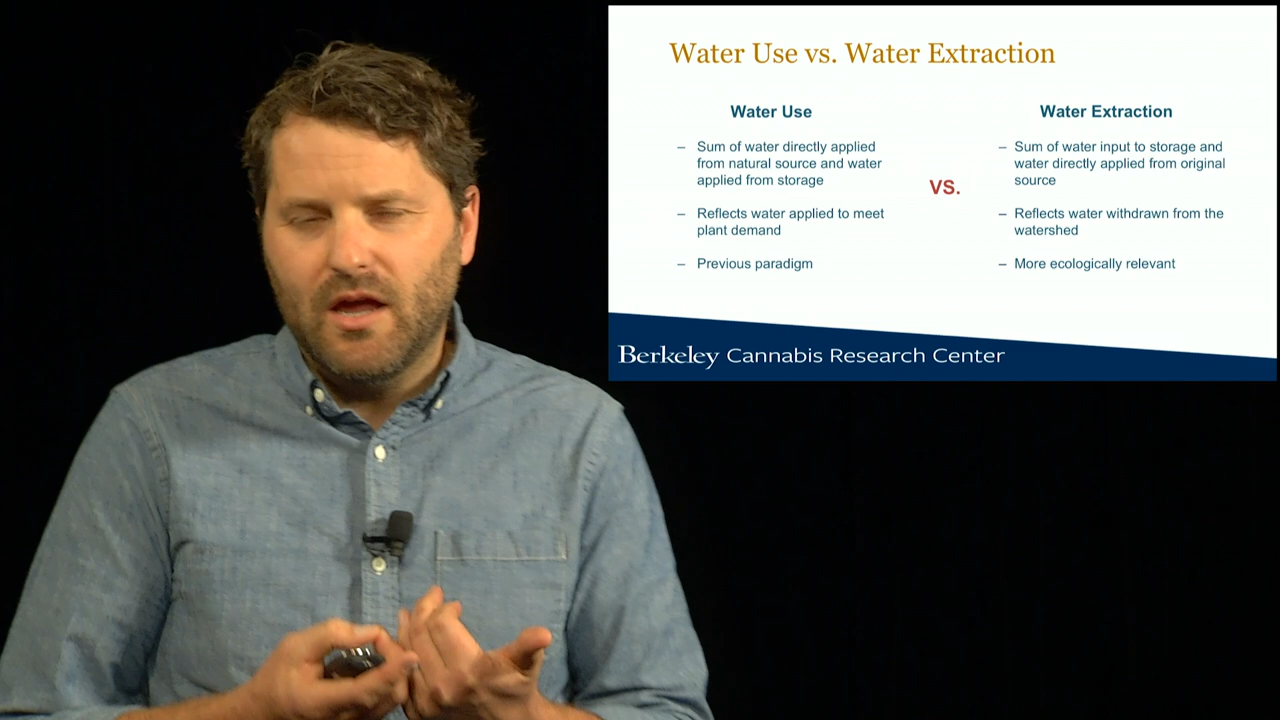 Water Use vs. Water Extraction
Water Use
– Sum of water directly applied
from natural source and water
applied from storage
– Reflects water applied to meet
plant demand
– Previous paradigm
vs.
Water Extraction
– Sum of water input to storage and
water directly applied from original
source
– Reflects water withdrawn from the
watershed
– More ecologically relevant
Berkeley Cannabis Research Center